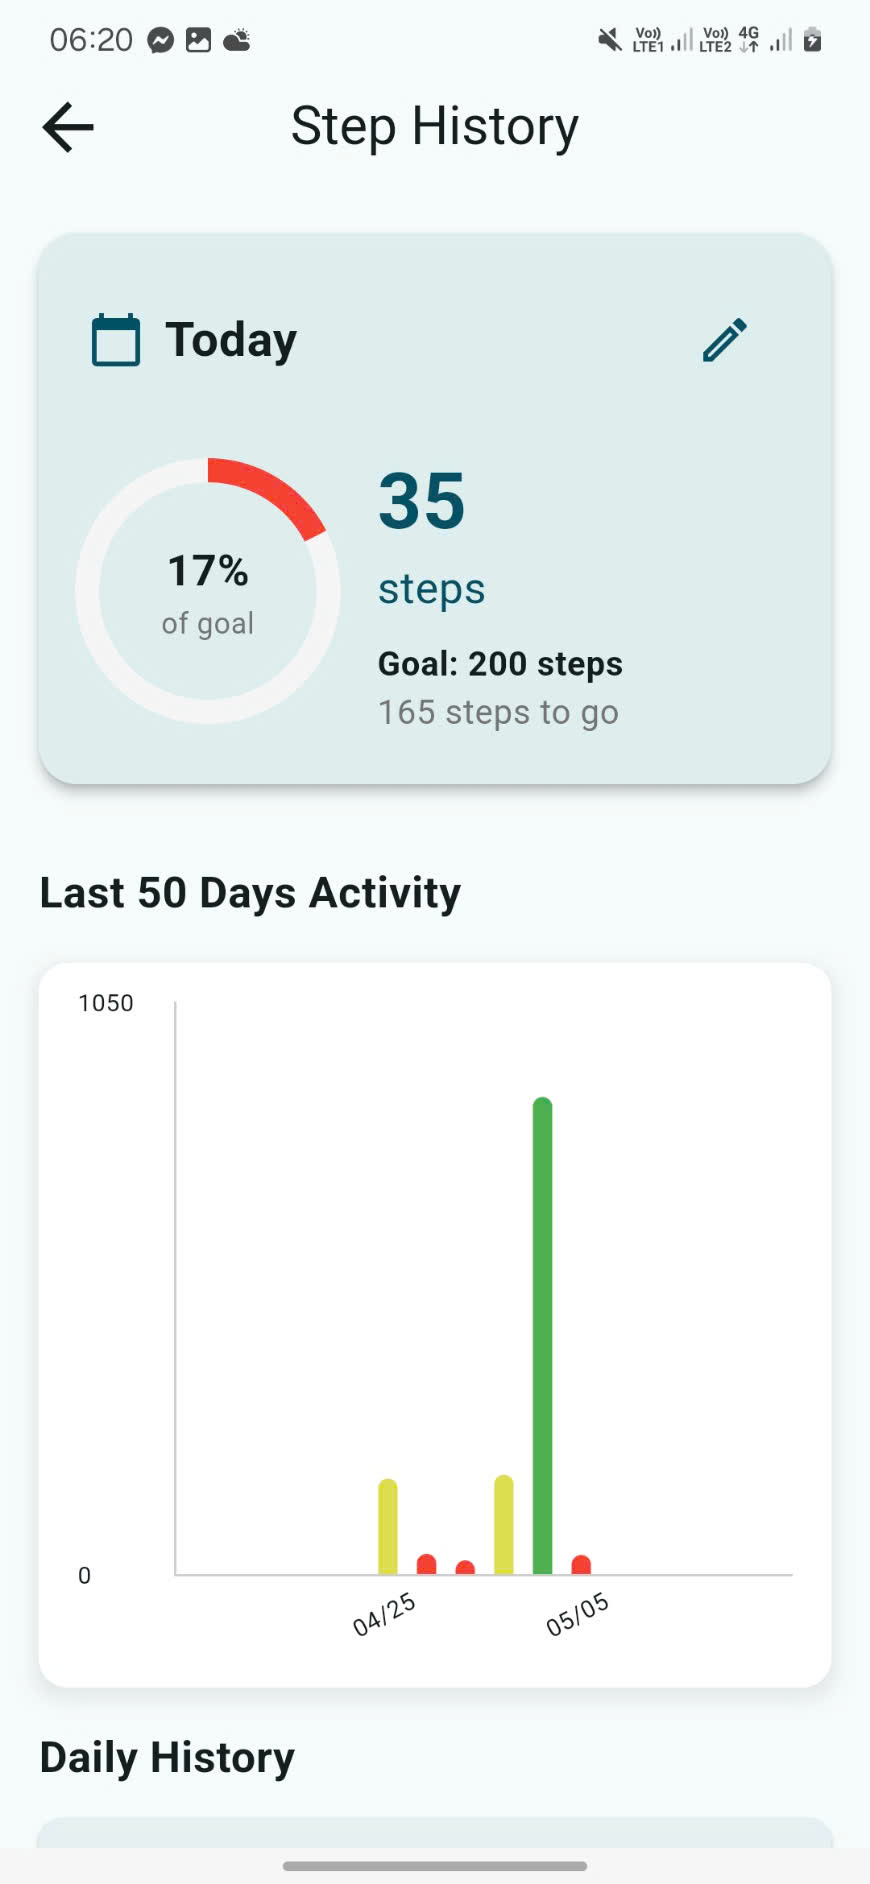 06:20
Vo)) LTE1 Vo)) LTE2 4G
Step History
Today
17%
of goal
35
steps
Goal: 200 steps
165 steps to go
Last 50 Days Activity
1050
0
04/25
05/05
Daily History